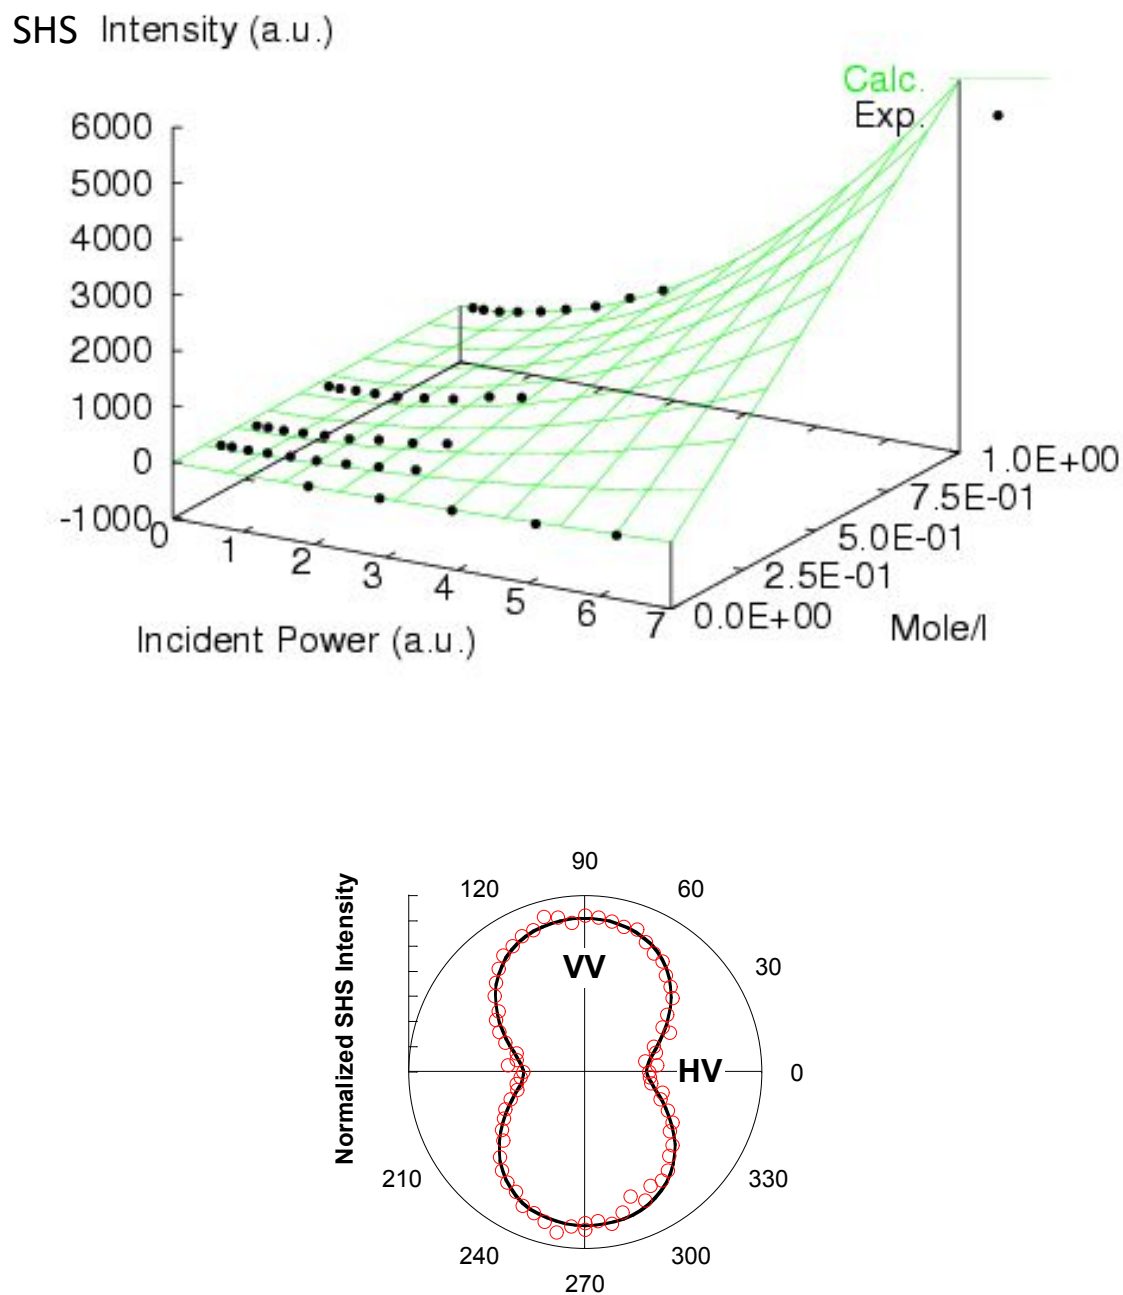 SHS Intensity (a.u.)
Calc.
Exp.
6000
5000
4000
3000
2000
1000
0
-1000
0
1
2
3
4
5
6
7
1.0E+00
7.5E-01
5.0E-01
2.5E-01
0.0E+00
Incident Power (a.u.)
Mole/l
90
120
60
Normalized SHS Intensity
VV
30
HV
0
210
330
240
300
270